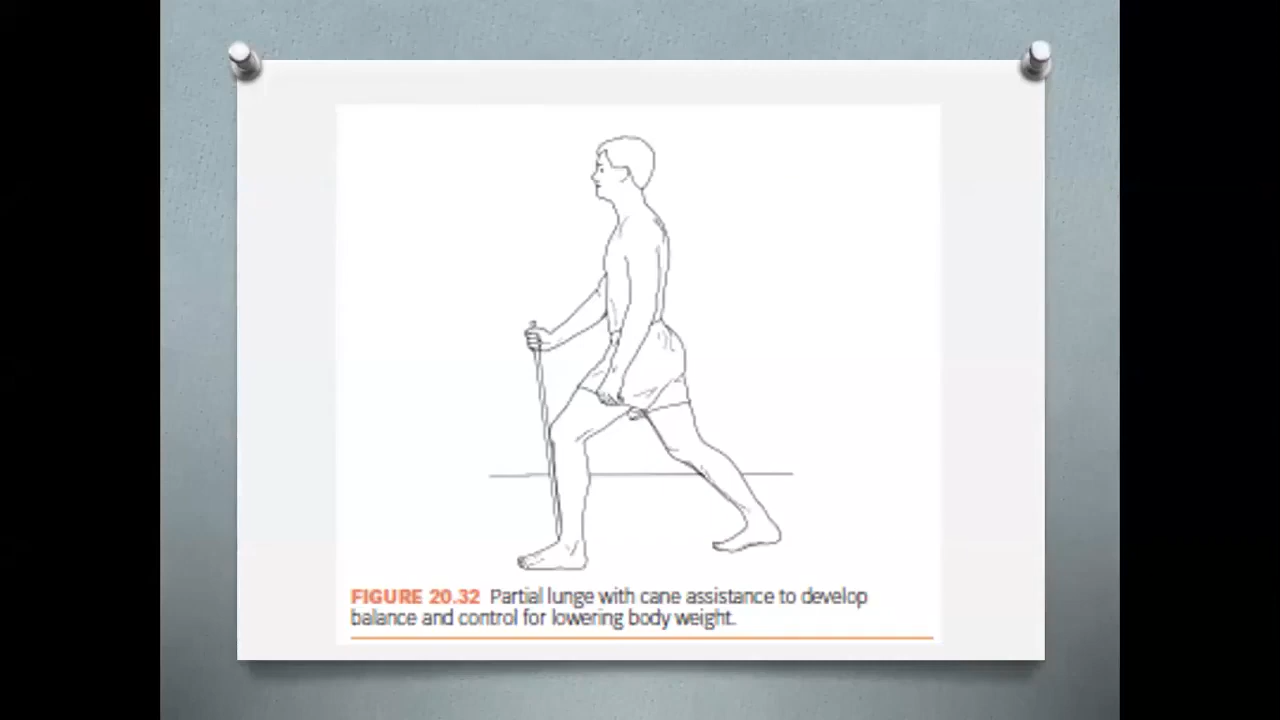 FIGURE 20.32 Partial lunge with cane assistance to develop
balance and control for lowering body weight.